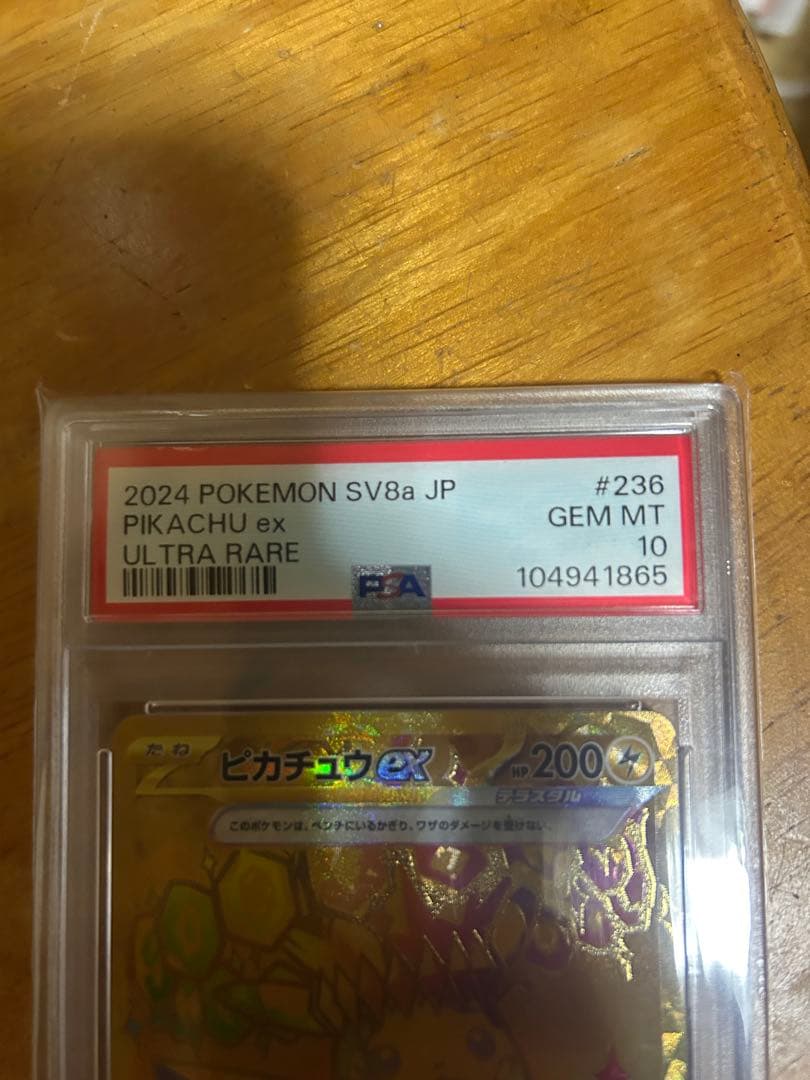 2024 POKEMON SV8a JP
#236
PIKACHU ex
GEM MT
ULTRA RARE
10
PSA
104941865
たね
ピカチュウex
HP200
テラスタル
このポケモンは、ベンチにいるかぎり、ワザのダメージを受けない。